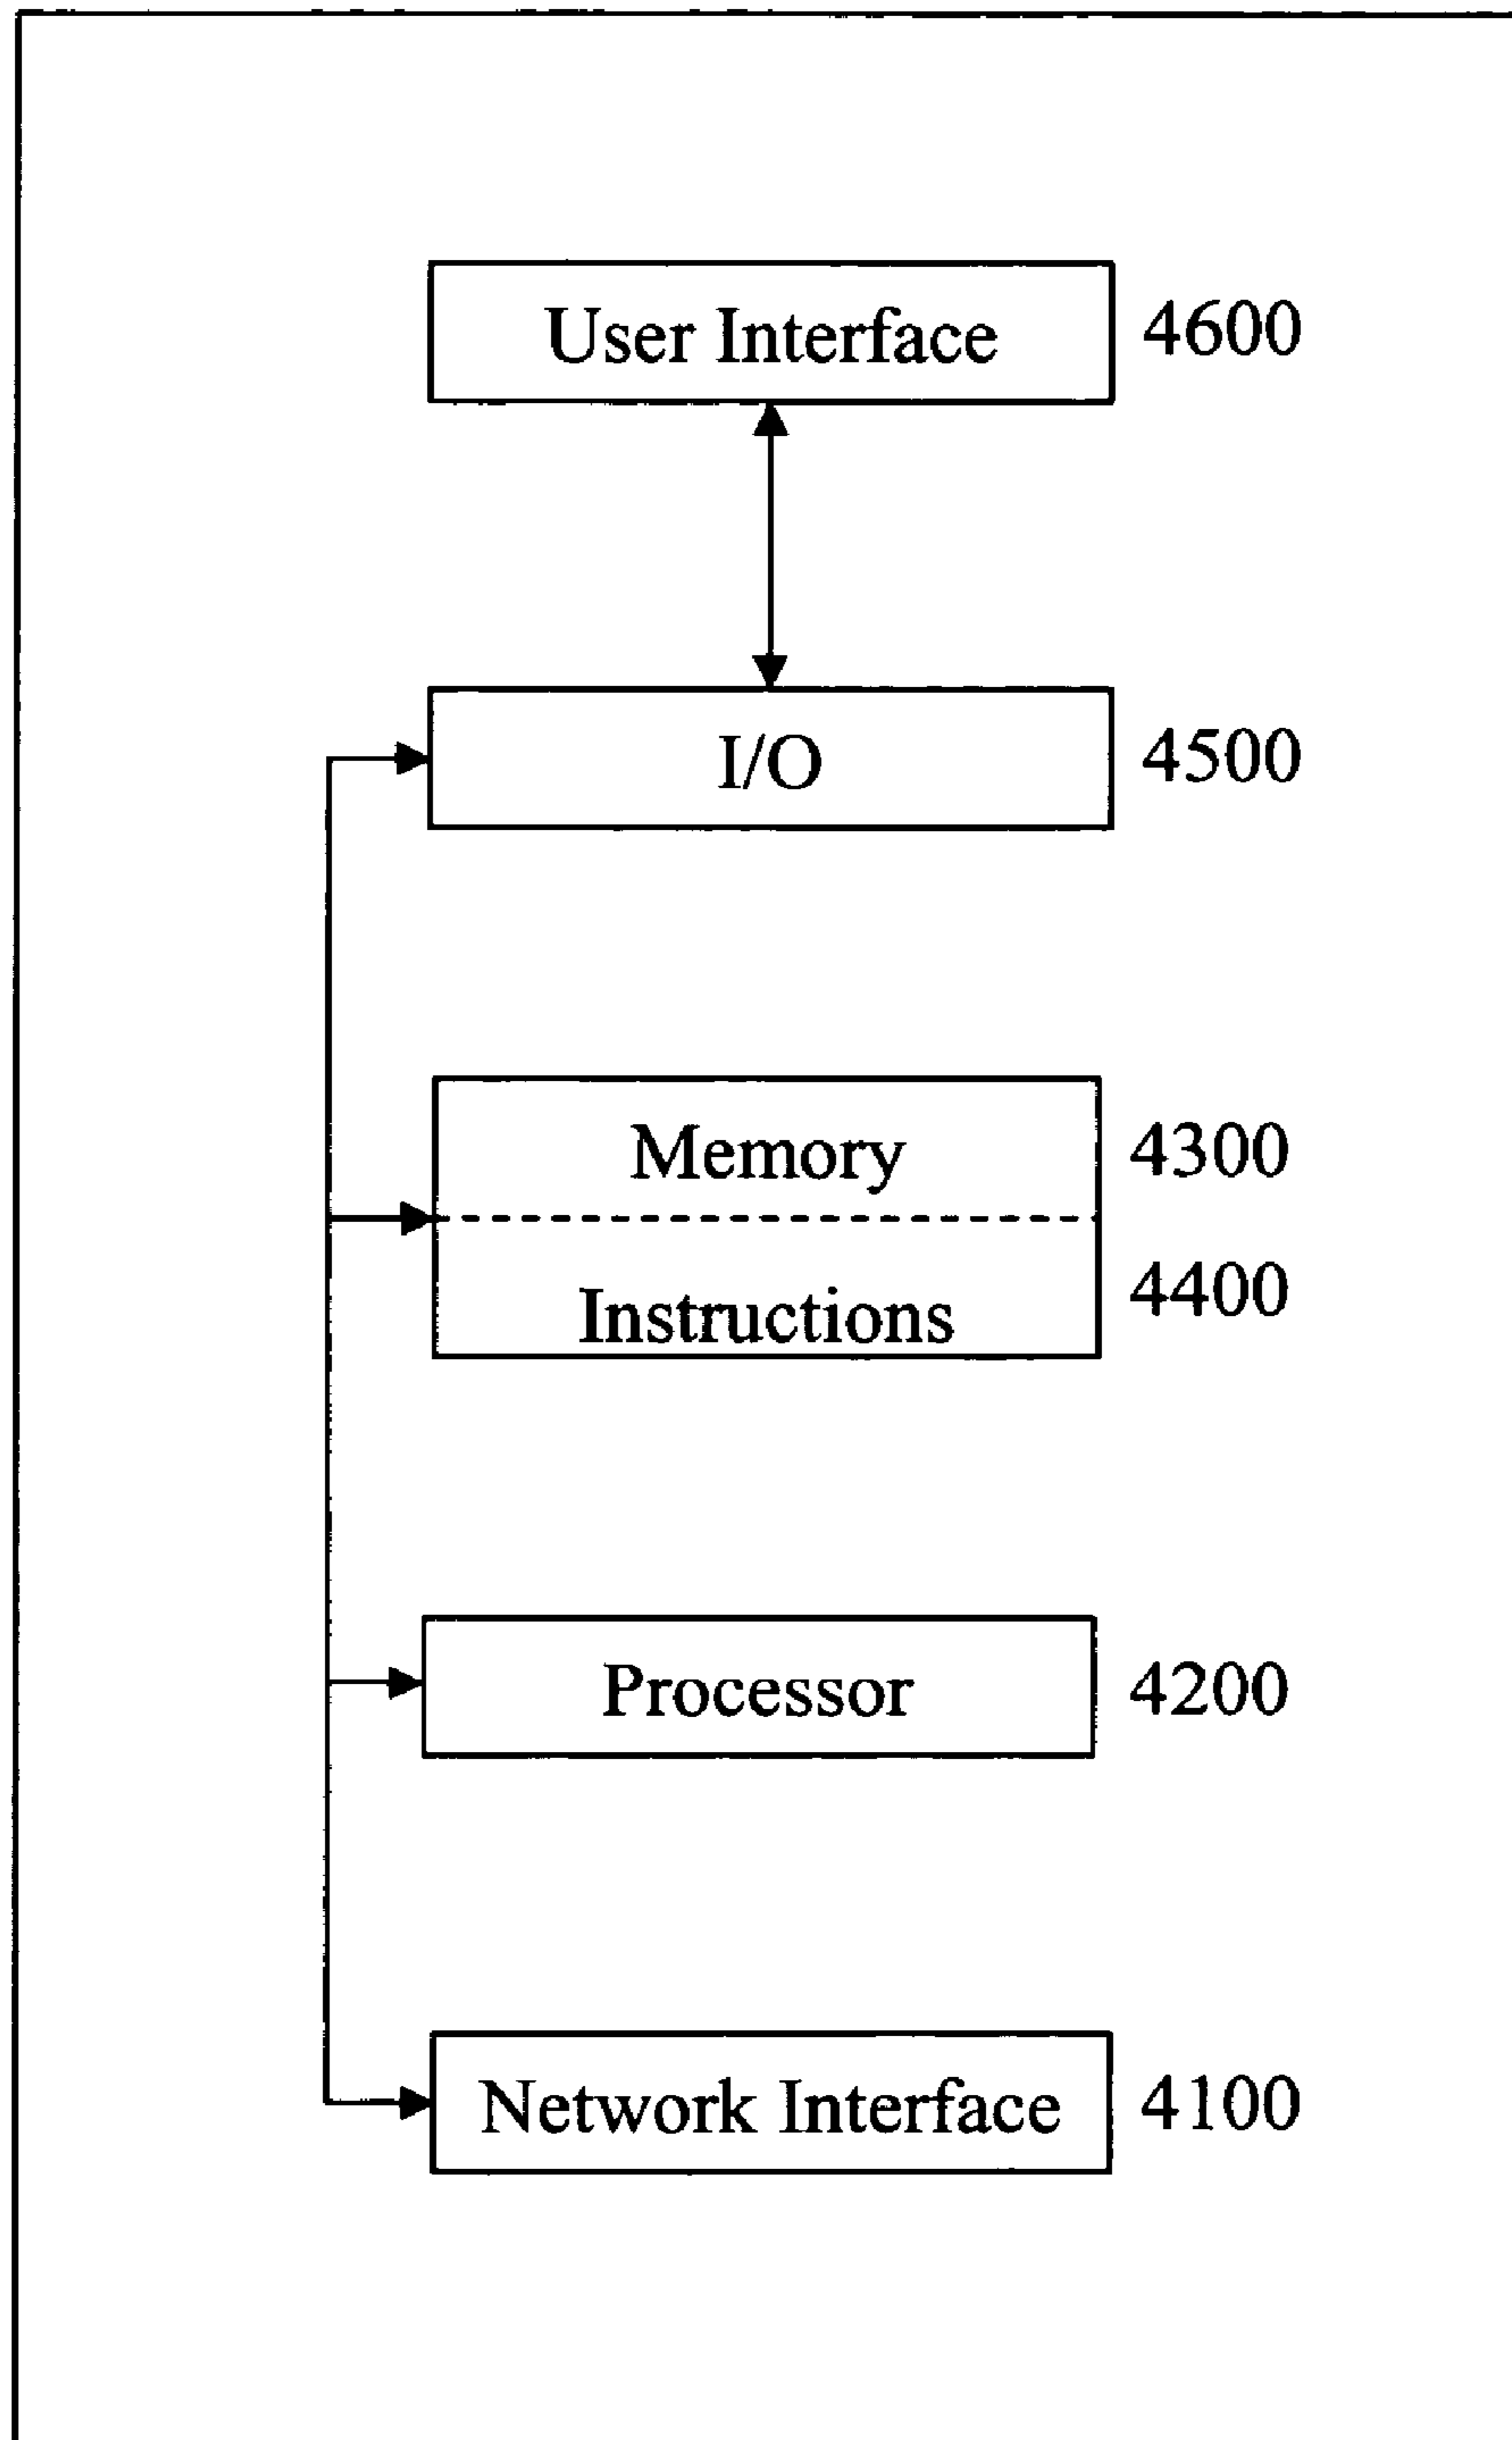 User Interface 4600
I/O 4500
Memory 4300
Instructions 4400
Processor 4200
Network Interface 4100